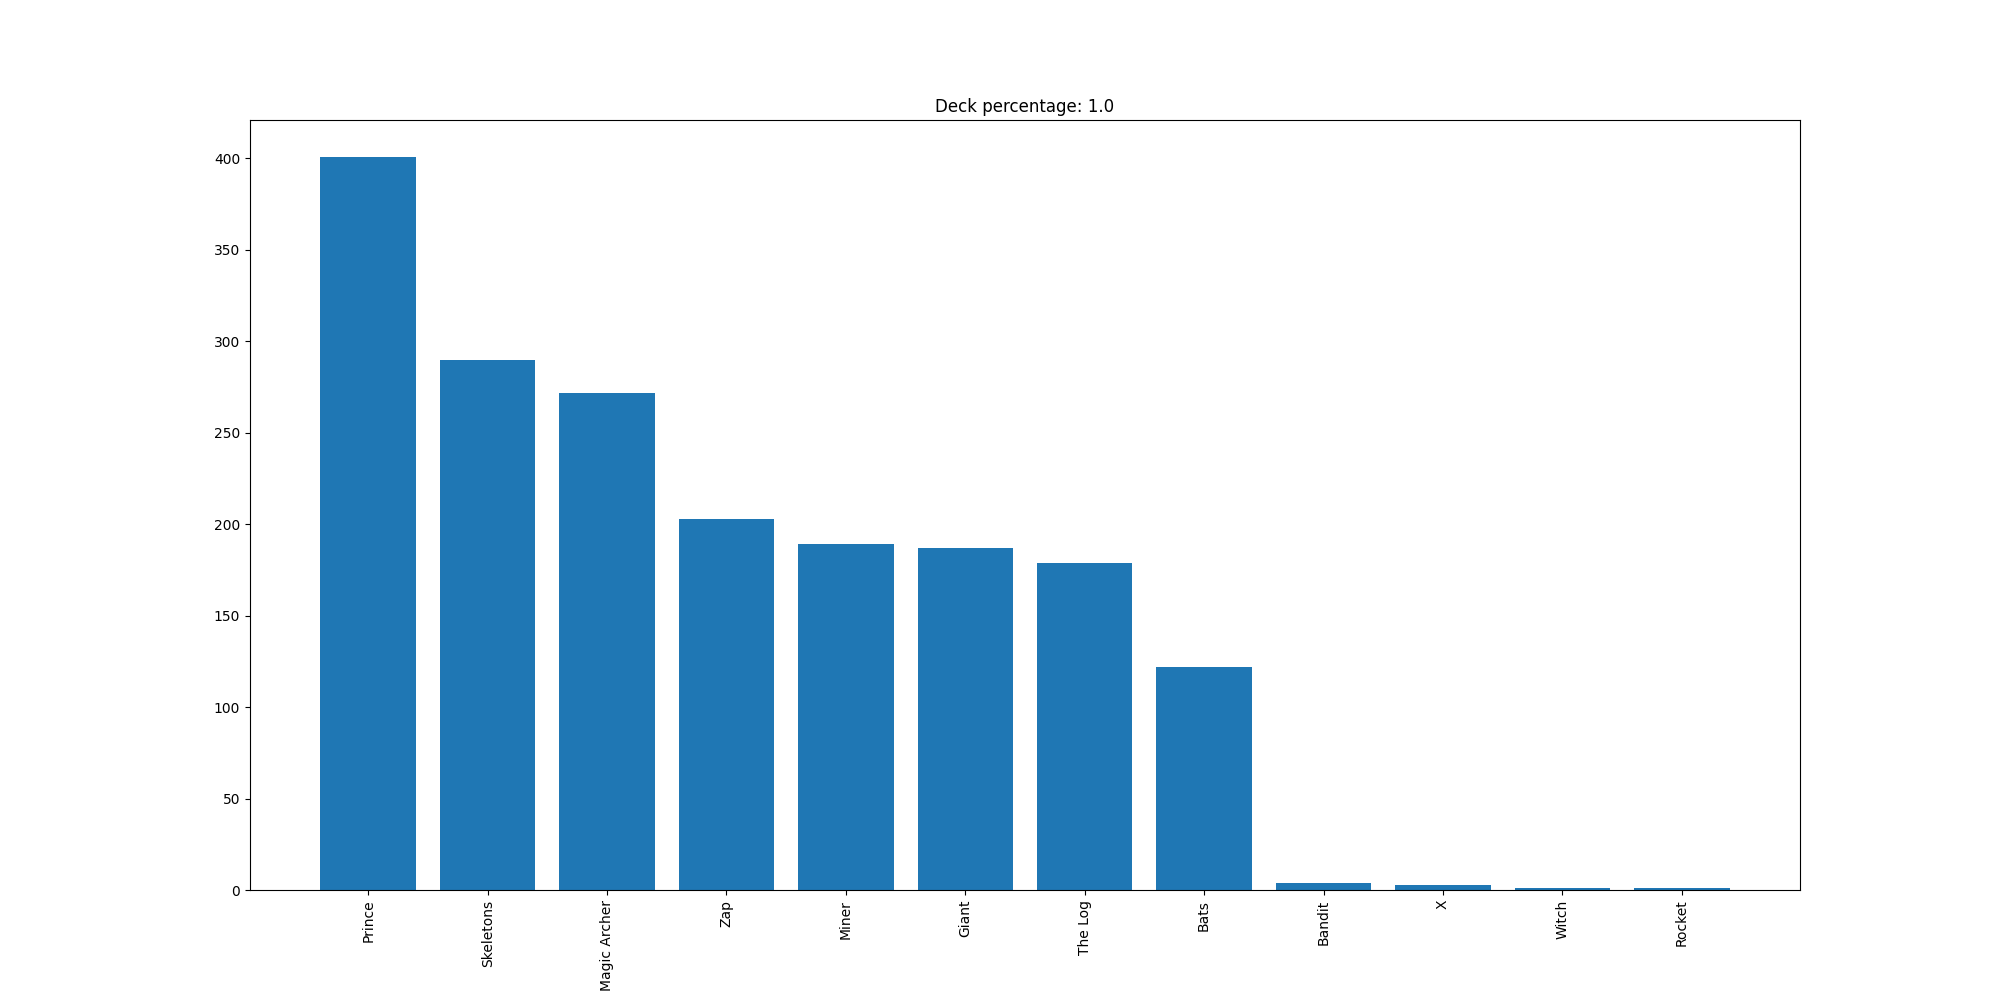 Deck percentage: 1.0
400
350
300
250
200
150
100
50
0
Prince
Skeletons
Magic Archer
Zap
Miner
Giant
The Log
Bats
Bandit
X
Witch
Rocket